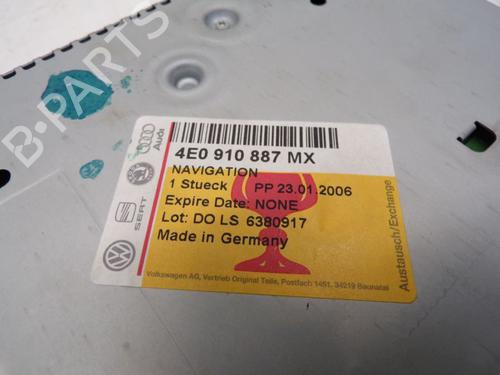 B-PARTS
Audi
SEAT
4E0 910 887 MX
NAVIGATION
1 Stueck PP 23.01.2006
Expire Date: NONE
Lot: DO LS 6380917
Made in Germany
Volkswagen AG, Vertrieb Original Teile, Postfach 1451, 34219 Baunatal
Austausch/Exchange